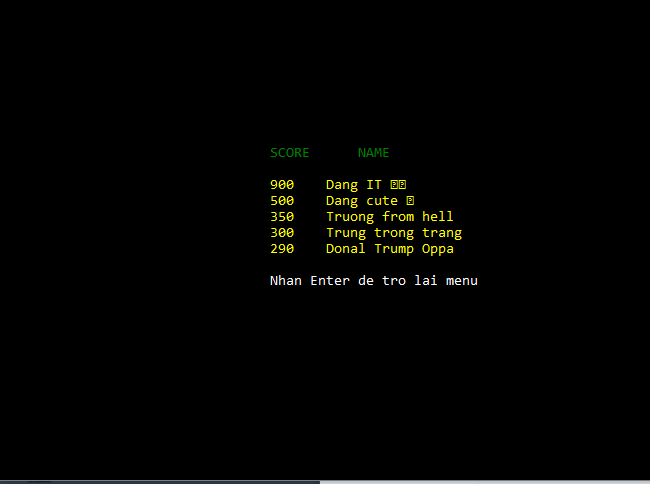 SCORE NAME
900 Dang IT
500 Dang cute
350 Truong from hell
300 Trung trong trang
290 Donal Trump Oppa
Nhan Enter de tro lai menu